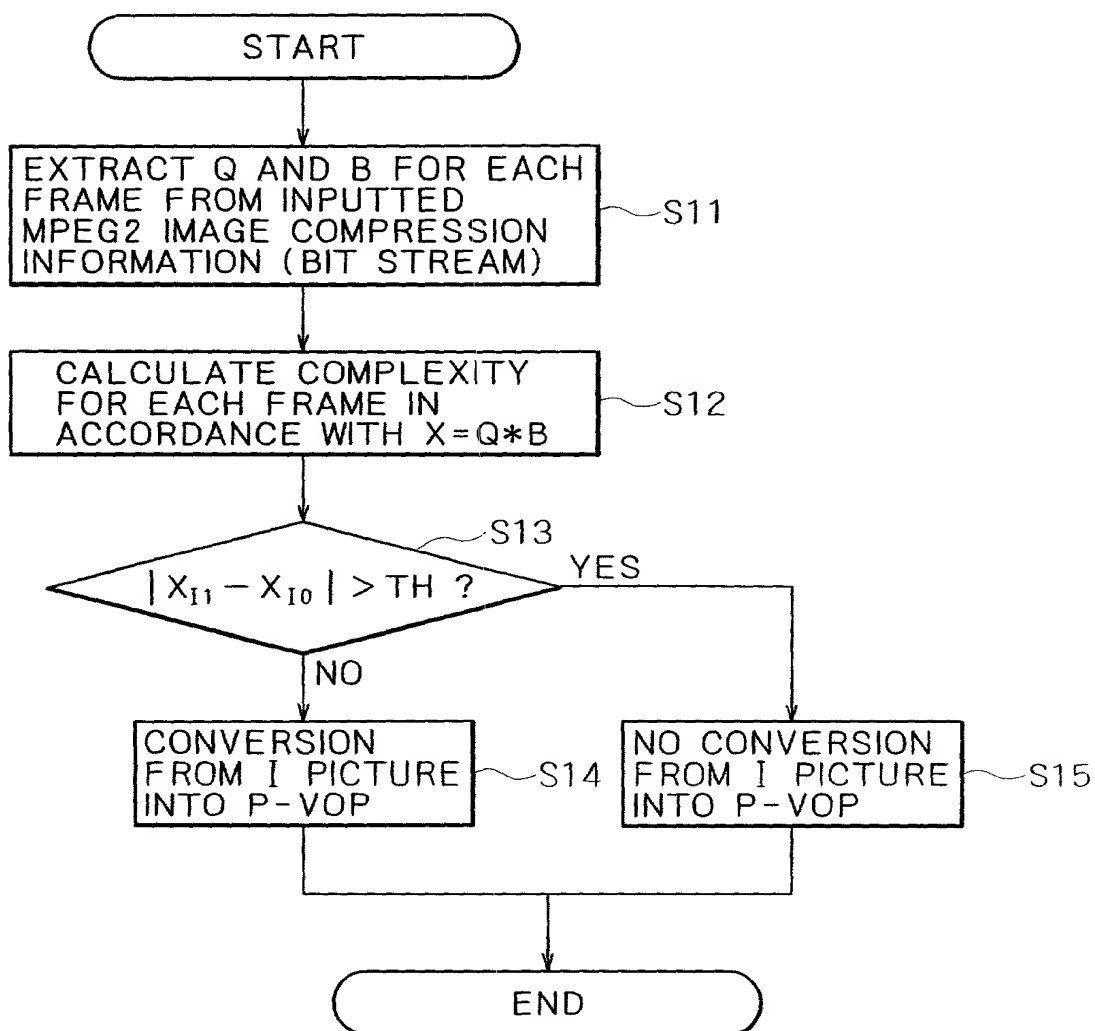 START
EXTRACT Q AND B FOR EACH
FRAME FROM INPUTTED
MPEG2 IMAGE COMPRESSION
INFORMATION (BIT STREAM)
S11
CALCULATE COMPLEXITY
FOR EACH FRAME IN
ACCORDANCE WITH X=Q*B
S12
S13
| X_I1 − X_I0 | > TH ?
YES
NO
CONVERSION
FROM I PICTURE
INTO P-VOP
S14
NO CONVERSION
FROM I PICTURE
INTO P-VOP
S15
END